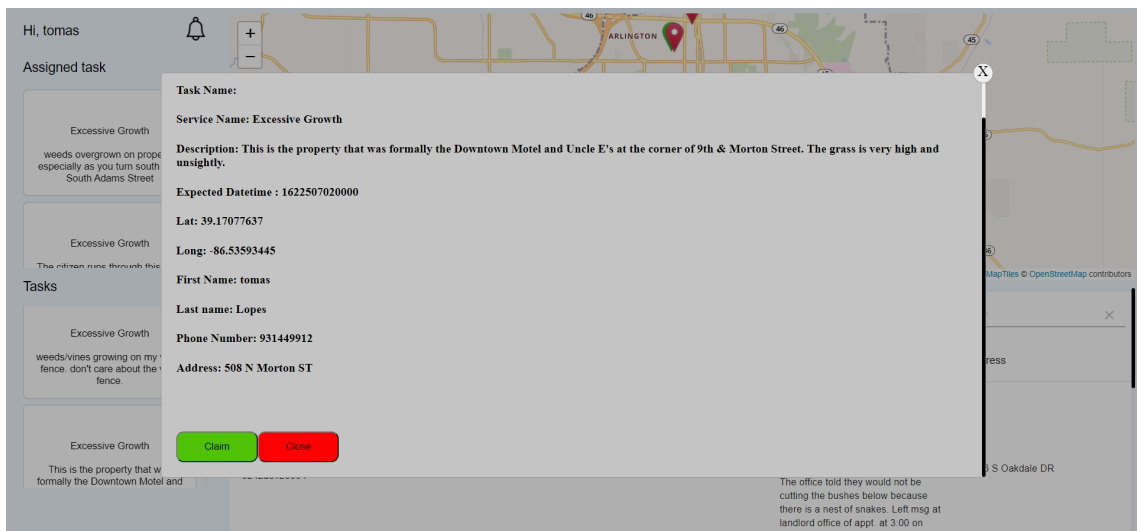 Hi, tomas
Assigned task
Excessive Growth
weeds overgrown on
especially as you turn south
South Adams Street
Excessive Growth
The citizen runs through this
Tasks
Excessive Growth
weeds/vines growing on my
fence. don't care about the
fence.
Excessive Growth
This is the property that
formally the Downtown Motel and
+
−
46
ARLINGTON
46
45
X
Task Name:
Service Name: Excessive Growth
Description: This is the property that was formally the Downtown Motel and Uncle E's at the corner of 9th & Morton Street. The grass is very high and
unsightly.
Expected Datetime : 1622507020000
Lat: 39.17077637
Long: -86.53593445
First Name: tomas
Last name: Lopes
Phone Number: 931449912
Address: 508 N Morton ST
Claim
Close
46
MapTiles © OpenStreetMap contributors
S Oakdale DR
The office told they would not be
cutting the bushes below because
there is a nest of snakes. Left msg at
landlord office of appt. at 3:00 on